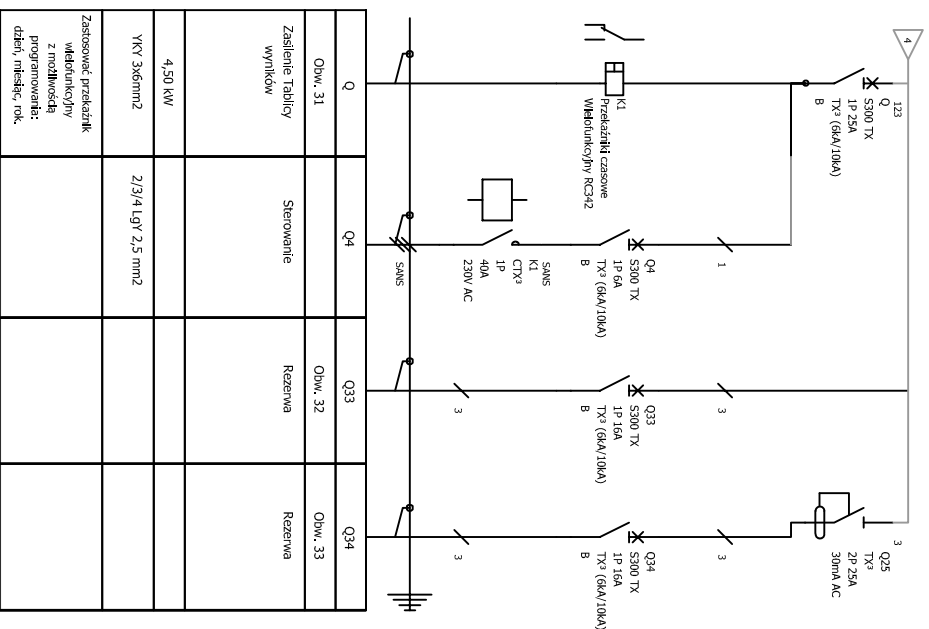 4
Q
123
S300 TX
1P 25A
TX³ (6kA/10kA)
B
Q25
TX³
2P 25A
30mA AC
3
K1
Przekaźniki czasowe
Wielofunkcyjny RC342
1
Q4
S300 TX
1P 6A
TX³ (6kA/10kA)
B
SANS
K1
CTX³
1P
40A
230V AC
SANS
3
Q33
S300 TX
1P 16A
TX³ (6kA/10kA)
B
3
3
Q34
S300 TX
1P 16A
TX³ (6kA/10kA)
B
3
Q
Q4
Q33
Q34
Obw. 31
Obw. 32
Obw. 33
Zasilenie Tablicy
wyników
Sterowanie
Rezerwa
Rezerwa
4,50 kW
YKY 3x6mm2
2/3/4 LgY 2,5 mm2
Zastosować przekaźnik
wielofunkcyjny
z możliwością
programowania:
dzień, miesiąc, rok.